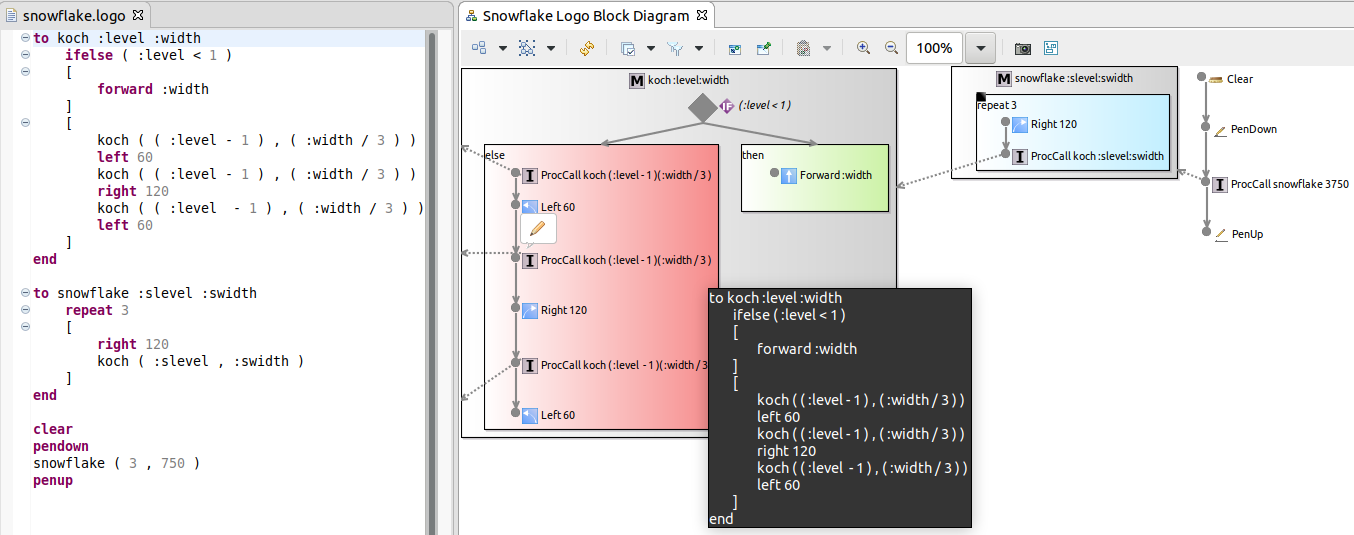 snowflake.logo
to koch :level :width
ifelse ( :level < 1 )
[
forward :width
]
[
koch ( ( :level - 1 ) , ( :width / 3 ) )
left 60
koch ( ( :level - 1 ) , ( :width / 3 ) )
right 120
koch ( ( :level  - 1 ) , ( :width / 3 ) )
left 60
]
end
to snowflake :slevel :swidth
repeat 3
[
right 120
koch ( :slevel , :swidth )
]
end
clear
pendown
snowflake ( 3 , 750 )
penup
Snowflake Logo Block Diagram
100%
M koch :level:width
IF (:level < 1)
else
I ProcCall koch (:level - 1)(:width / 3)
Left 60
I ProcCall koch (:level - 1)(:width / 3)
Right 120
I ProcCall koch (:level  - 1)(:width / 3
Left 60
then
Forward :width
M snowflake :slevel:swidth
repeat 3
Right 120
I ProcCall koch :slevel:swidth
Clear
PenDown
I ProcCall snowflake 3750
PenUp
to koch :level :width
ifelse ( :level < 1 )
[
forward :width
]
[
koch ( ( :level - 1 ) , ( :width / 3 ) )
left 60
koch ( ( :level - 1 ) , ( :width / 3 ) )
right 120
koch ( ( :level  - 1 ) , ( :width / 3 ) )
left 60
]
end